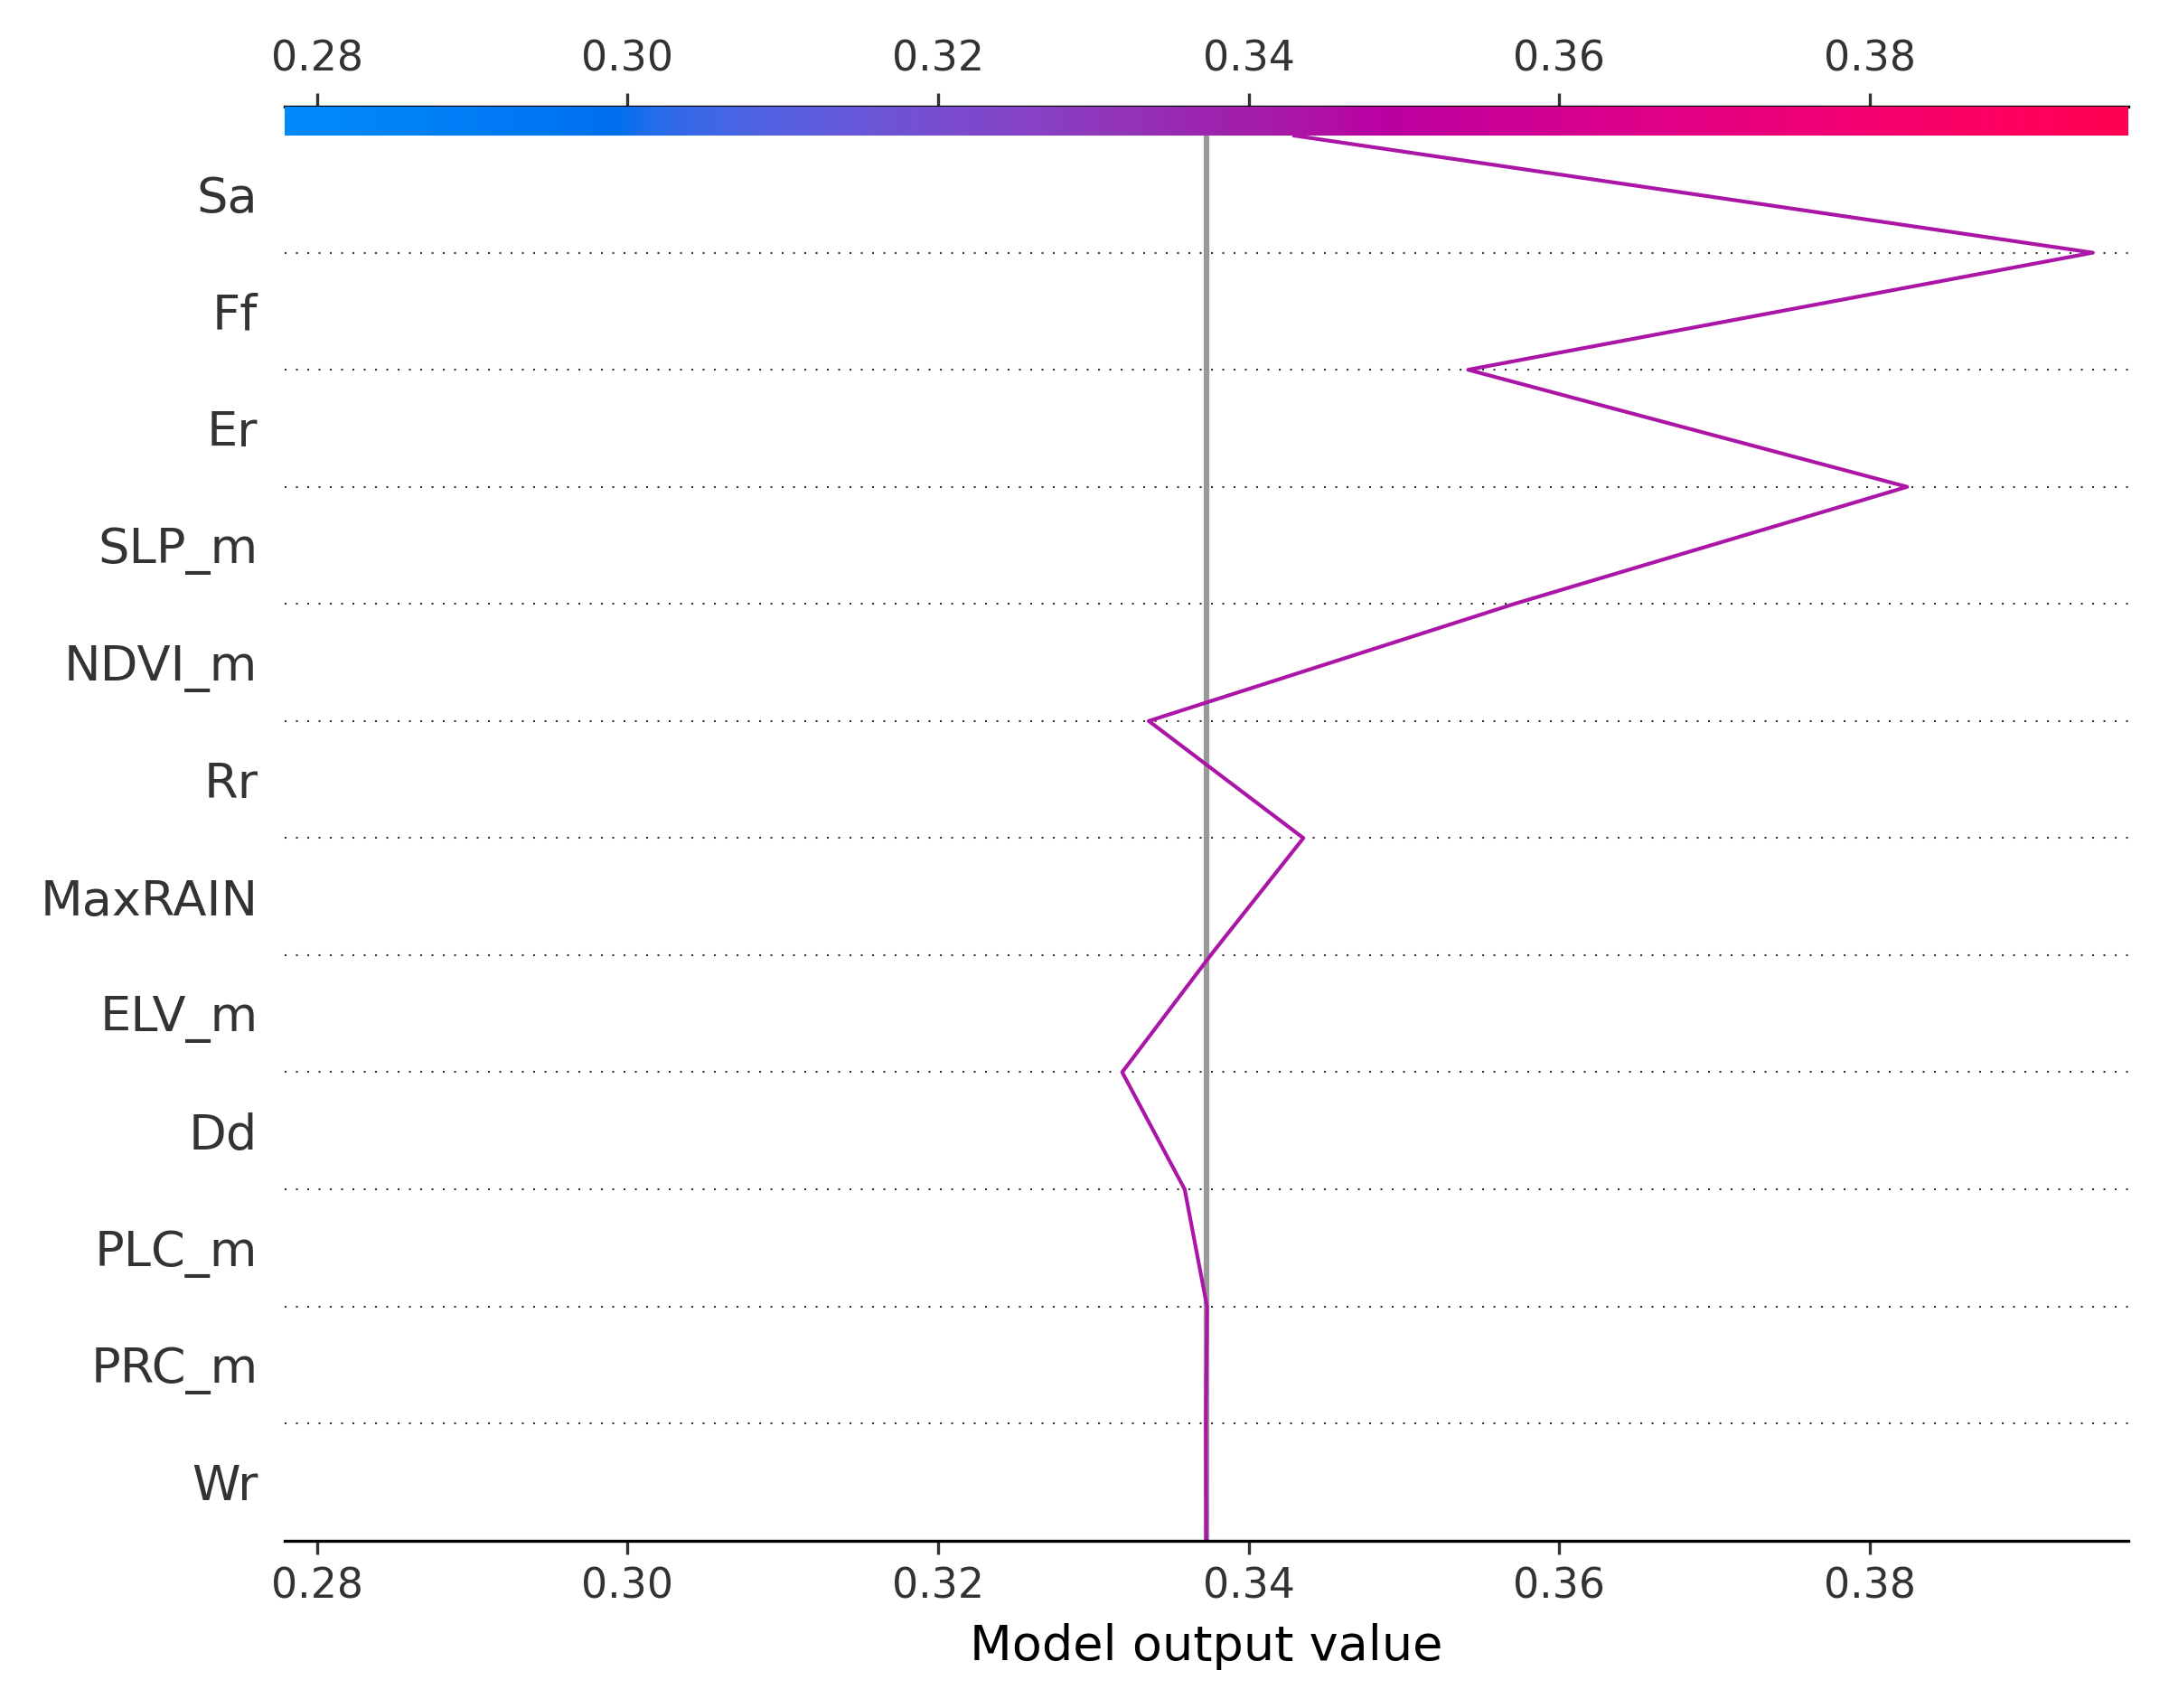 0.28 0.30 0.32 0.34 0.36 0.38
Sa
Ff
Er
SLP_m
NDVI_m
Rr
MaxRAIN
ELV_m
Dd
PLC_m
PRC_m
Wr
0.28 0.30 0.32 0.34 0.36 0.38
Model output value